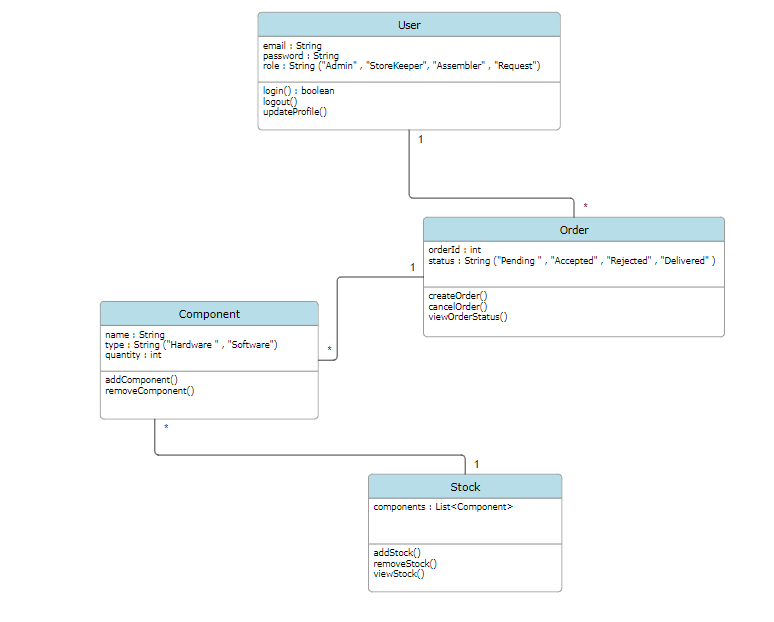 User
email : String
password : String
role : String ("Admin" , "StoreKeeper", "Assembler" , "Request")
login() : boolean
logout()
updateProfile()
1
*
Order
orderId : int
status : String ("Pending " , "Accepted" , "Rejected" , "Delivered" )
createOrder()
cancelOrder()
viewOrderStatus()
1
*
Component
name : String
type : String ("Hardware " , "Software")
quantity : int
addComponent()
removeComponent()
*
1
Stock
components : List<Component>
addStock()
removeStock()
viewStock()